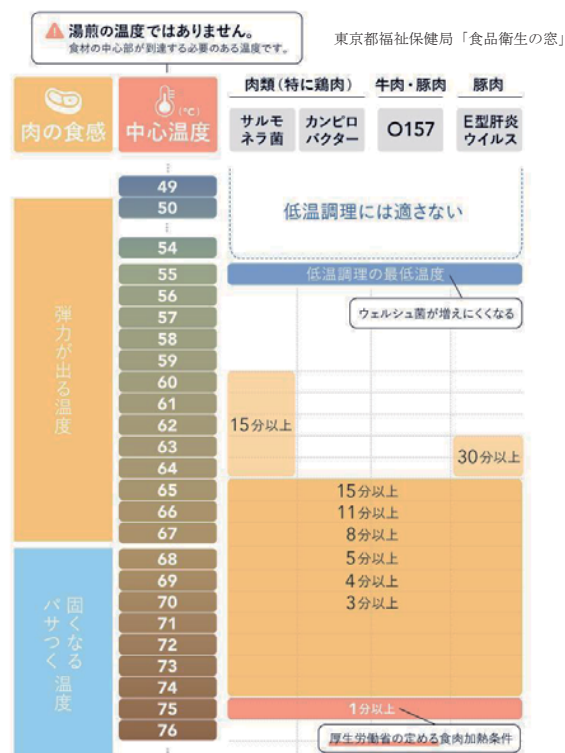 湯煎の温度ではありません。
食材の中心部が到達する必要のある温度です。
東京都福祉保健局「食品衛生の窓」
肉の食感
(℃)
中心温度
肉類(特に鶏肉)
牛肉・豚肉
豚肉
サルモ
ネラ菌
カンピロ
バクター
O157
E型肝炎
ウイルス
49
50
低温調理には適さない
54
55
低温調理の最低温度
56
57
ウェルシュ菌が増えにくくなる
58
59
60
61
62
15分以上
63
64
30分以上
弾力が出る温度
65
15分以上
66
11分以上
67
8分以上
68
5分以上
69
4分以上
70
3分以上
71
72
73
74
固くなる
パサつく 温度
75
1分以上
76
厚生労働省の定める食肉加熱条件